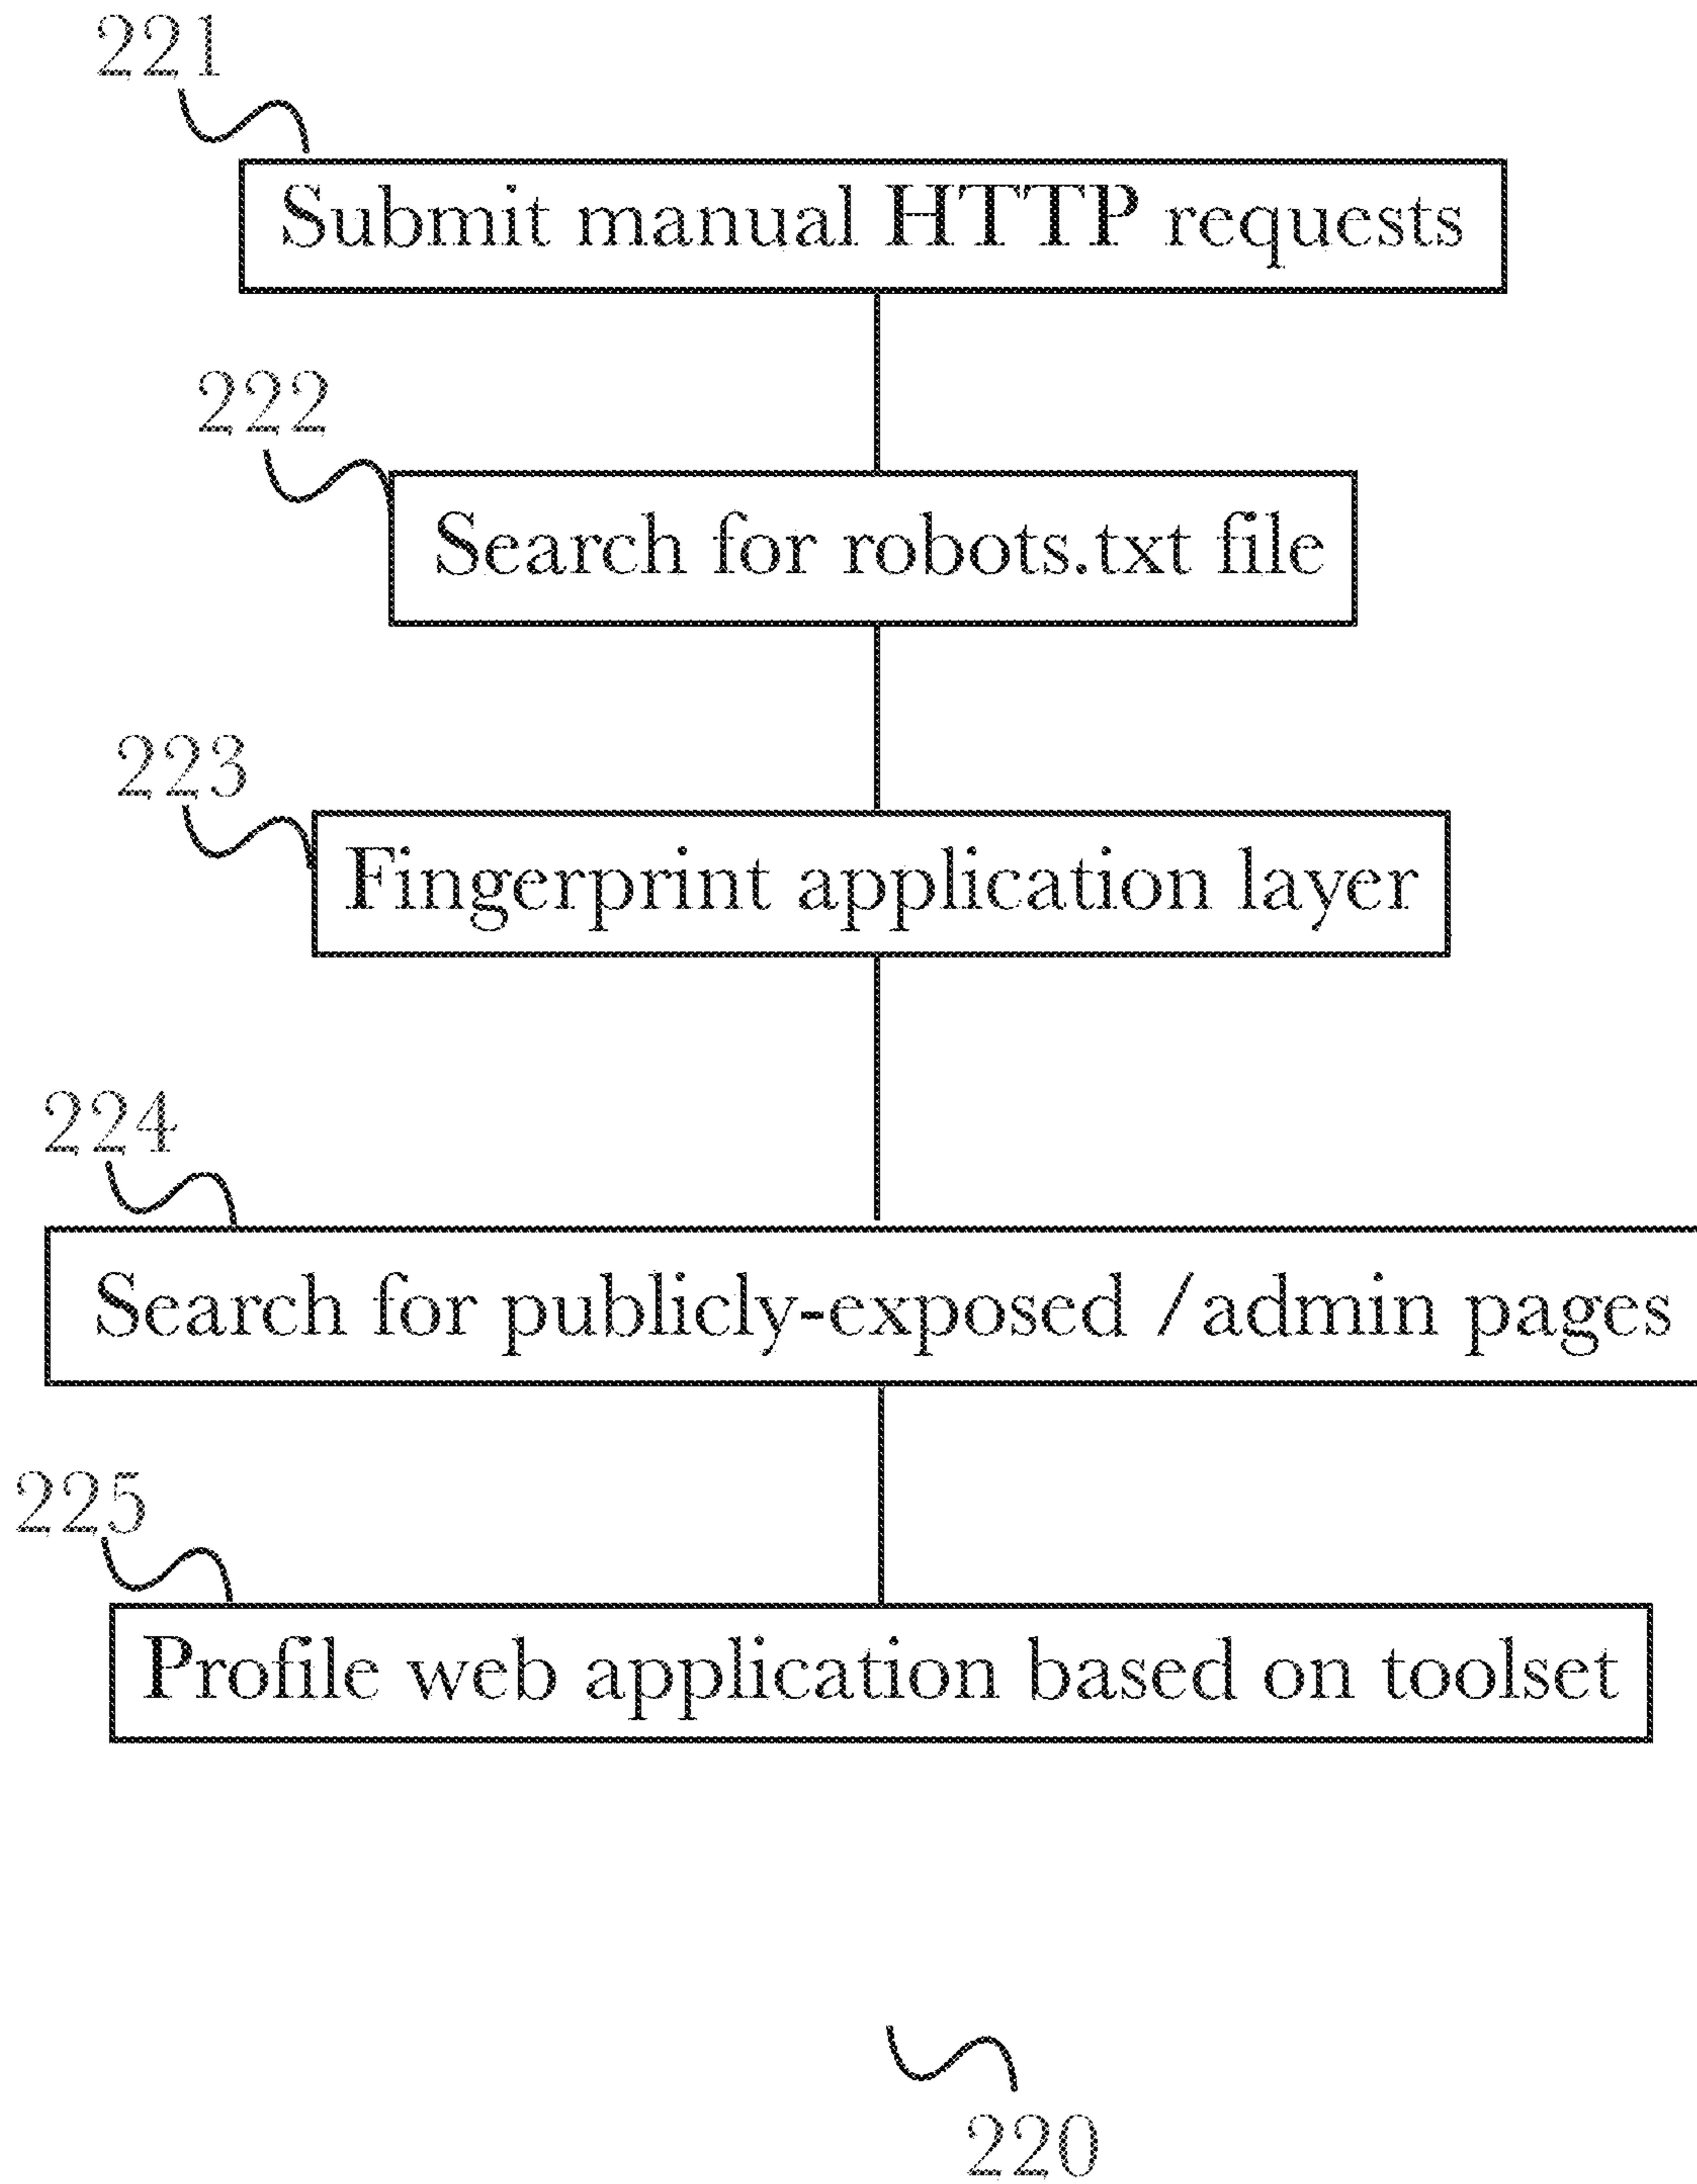 221
Submit manual HTTP requests
222
Search for robots.txt file
223
Fingerprint application layer
224
Search for publicly-exposed /admin pages
225
Profile web application based on toolset
220